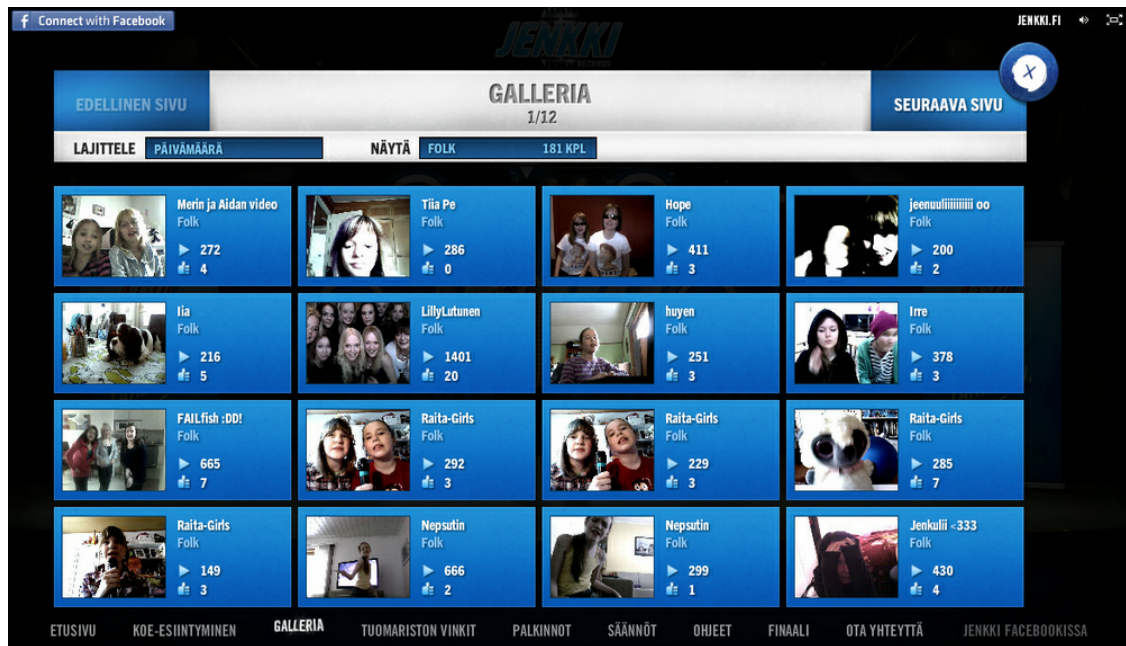 Connect with Facebook
JENKKI.FI
JENKKI
EDELLINEN SIVU
GALLERIA
1/12
SEURAAVA SIVU
X
LAJITTELE PÄIVÄMÄÄRÄ NÄYTÄ FOLK 181 KPL
Merin ja Aidan video
Folk
272
4
Tiia Pe
Folk
286
0
Hope
Folk
411
3
jeenuuliiiiiiiiii oo
Folk
200
2
Iia
Folk
216
5
LillyLutunen
Folk
1401
20
huyen
Folk
251
3
Irre
Folk
378
3
FAILfish :DD!
Folk
665
7
Raita-Girls
Folk
292
3
Raita-Girls
Folk
229
3
Raita-Girls
Folk
285
7
Raita-Girls
Folk
149
3
Nepsutin
Folk
666
2
Nepsutin
Folk
299
1
Jenkulii <333
Folk
430
4
ETUSIVU KOE-ESIINTYMINEN GALLERIA TUOMARISTON VINKIT PALKINNOT SÄÄNNÖT OHJEET FINAALI OTA YHTEYTTÄ JENKKI FACEBOOKISSA